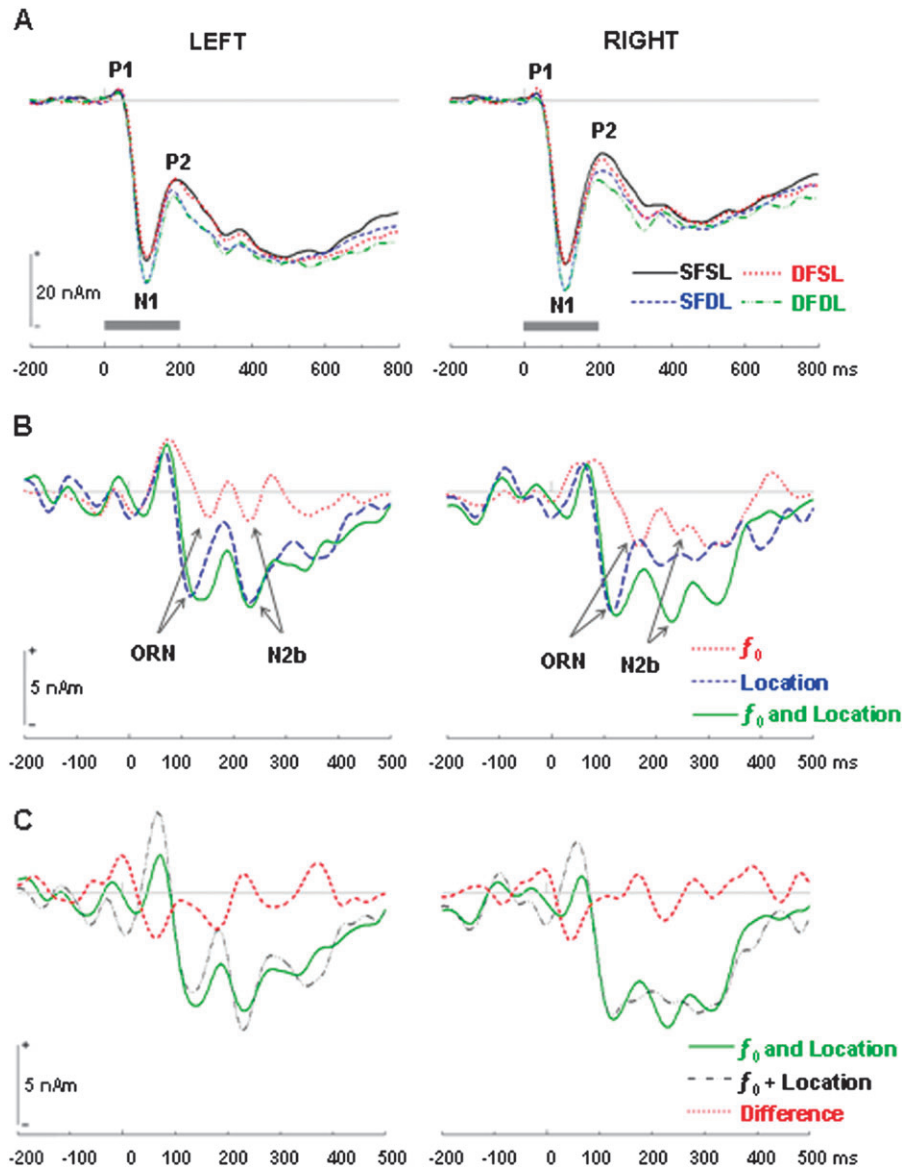 A
LEFT RIGHT
P1 P1
P2 P2
N1 N1
+
20 nAm
-
SFSL DFSL
SFDL DFDL
-200 0 200 400 600 800 -200 0 200 400 600 800 ms
B
ORN N2b ORN N2b
+
5 nAm
-
ƒ0
Location
ƒ0 and Location
-200 -100 0 100 200 300 400 500 -200 -100 0 100 200 300 400 500 ms
C
+
5 nAm
-
ƒ0 and Location
ƒ0 + Location
Difference
-200 -100 0 100 200 300 400 500 -200 -100 0 100 200 300 400 500 ms